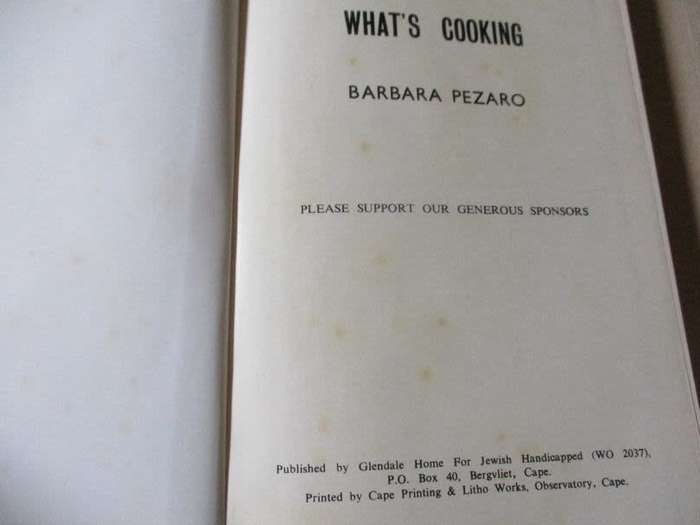 WHAT'S COOKING
BARBARA PEZARO
PLEASE SUPPORT OUR GENEROUS SPONSORS
Published by Glendale Home For Jewish Handicapped (WO 2037),
P.O. Box 40, Bergvliet, Cape.
Printed by Cape Printing & Litho Works, Observatory, Cape.